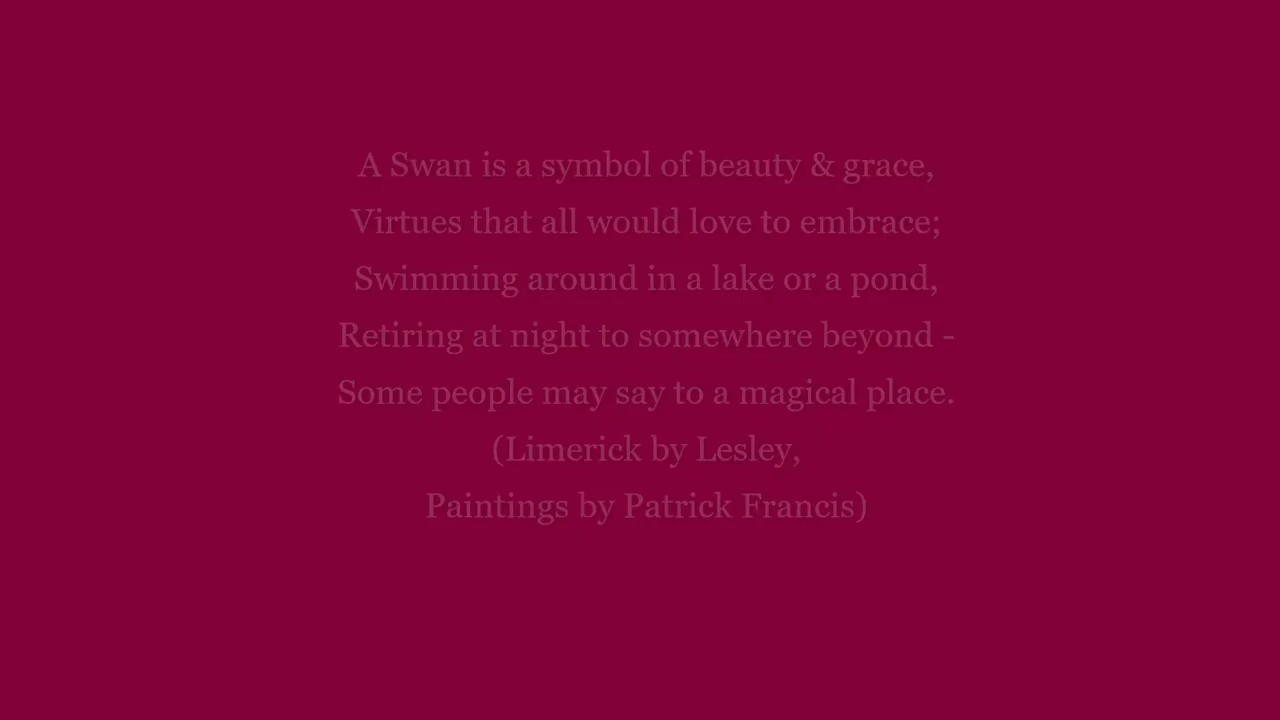 A Swan is a symbol of beauty & grace,
Virtues that all would love to embrace;
Swimming around in a lake or a pond,
Retiring at night to somewhere beyond -
Some people may say to a magical place.
(Limerick by Lesley,
Paintings by Patrick Francis)